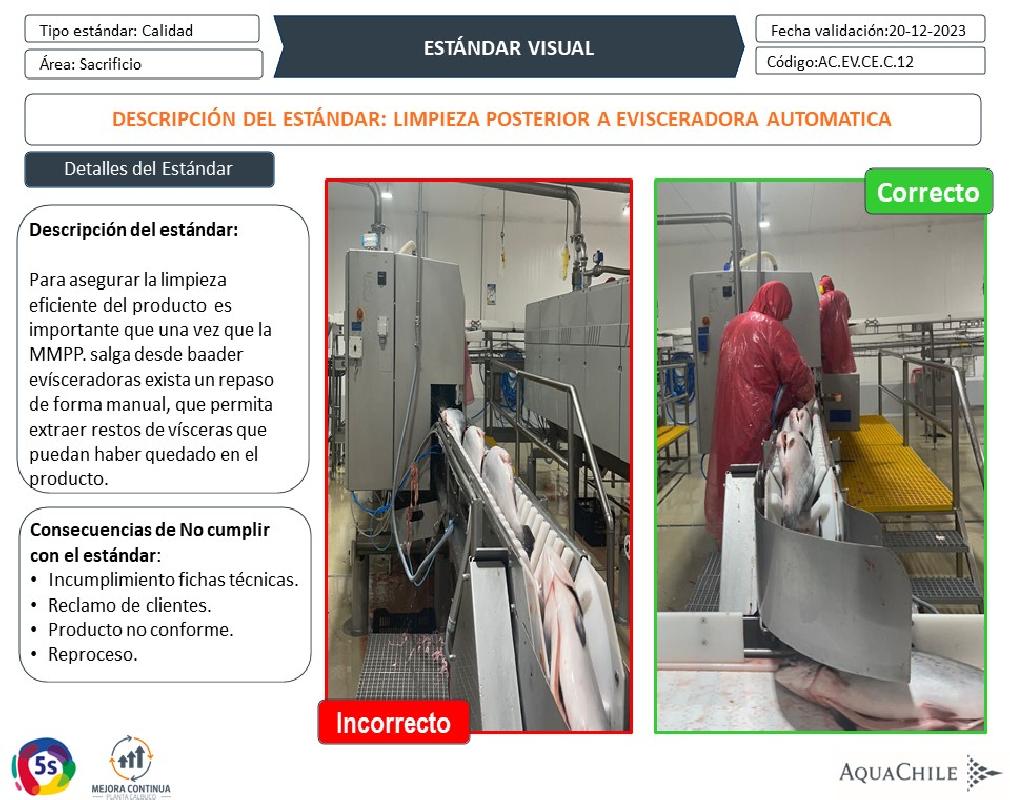 Tipo estándar: Calidad
Área: Sacrificio
ESTÁNDAR VISUAL
Fecha validación:20-12-2023
Código:AC.EV.CE.C.12
DESCRIPCIÓN DEL ESTÁNDAR: LIMPIEZA POSTERIOR A EVISCERADORA AUTOMATICA
Detalles del Estándar
Descripción del estándar:
Para asegurar la limpieza
eficiente del producto es
importante que una vez que la
MMPP. salga desde baader
evísceradoras exista un repaso
de forma manual, que permita
extraer restos de vísceras que
puedan haber quedado en el
producto.
Consecuencias de No cumplir
con el estándar:
• Incumplimiento fichas técnicas.
• Reclamo de clientes.
• Producto no conforme.
• Reproceso.
Incorrecto
Correcto
5s
MEJORA CONTINUA
PLANTA CALBUCO
AQUACHILE